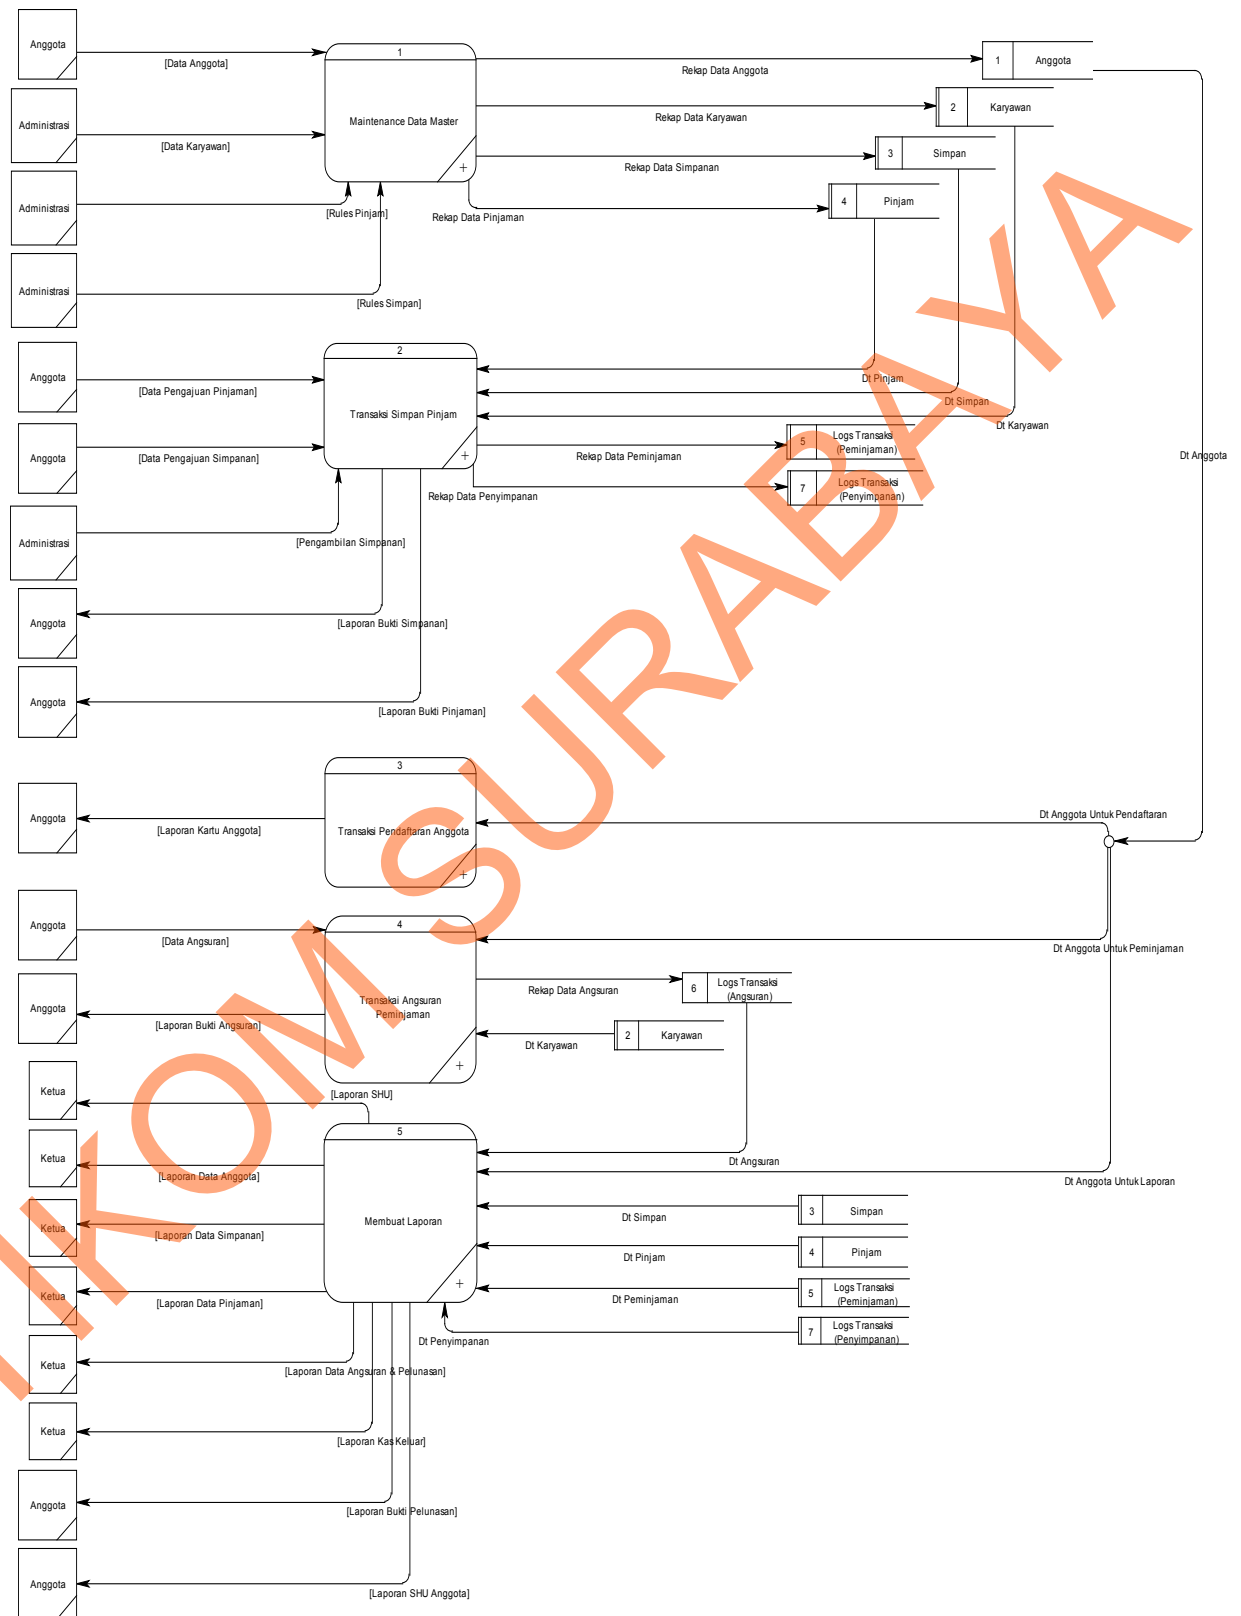 Anggota
[Data Anggota]
1
Maintenance Data Master
+
Rekap Data Anggota
1
Anggota
Administrasi
[Data Karyawan]
Rekap Data Karyawan
2
Karyawan
Rekap Data Simpanan
3
Simpan
Administrasi
[Rules Pinjam]
Rekap Data Pinjaman
4
Pinjam
Administrasi
[Rules Simpan]
Anggota
[Data Pengajuan Pinjaman]
2
Transaksi Simpan Pinjam
+
Dt Pinjam
Dt Simpan
Dt Karyawan
Dt Anggota
Anggota
[Data Pengajuan Simpanan]
Rekap Data Peminjaman
5
Logs Transaksi
(Peminjaman)
Rekap Data Penyimpanan
7
Logs Transaksi
(Penyimpanan)
Administrasi
[Pengambilan Simpanan]
Anggota
[Laporan Bukti Simpanan]
Anggota
[Laporan Bukti Pinjaman]
Anggota
[Laporan Kartu Anggota]
3
Transaksi Pendaftaran Anggota
+
Dt Anggota Untuk Pendaftaran
Anggota
[Data Angsuran]
4
Transakai Angsuran
Peminjaman
+
Dt Anggota Untuk Peminjaman
Rekap Data Angsuran
6
Logs Transaksi
(Angsuran)
Anggota
[Laporan Bukti Angsuran]
Dt Karyawan
2
Karyawan
Ketua
[Laporan SHU]
5
Membuat Laporan
+
Dt Angsuran
Dt Anggota Untuk Laporan
Ketua
[Laporan Data Anggota]
Ketua
[Laporan Data Simpanan]
Dt Simpan
3
Simpan
Dt Pinjam
4
Pinjam
Ketua
[Laporan Data Pinjaman]
Dt Peminjaman
5
Logs Transaksi
(Peminjaman)
Dt Penyimpanan
7
Logs Transaksi
(Penyimpanan)
Ketua
[Laporan Data Angsuran & Pelunasan]
Ketua
[Laporan Kas Keluar]
Anggota
[Laporan Bukti Pelunasan]
Anggota
[Laporan SHU Anggota]
IKOM SURABAYA